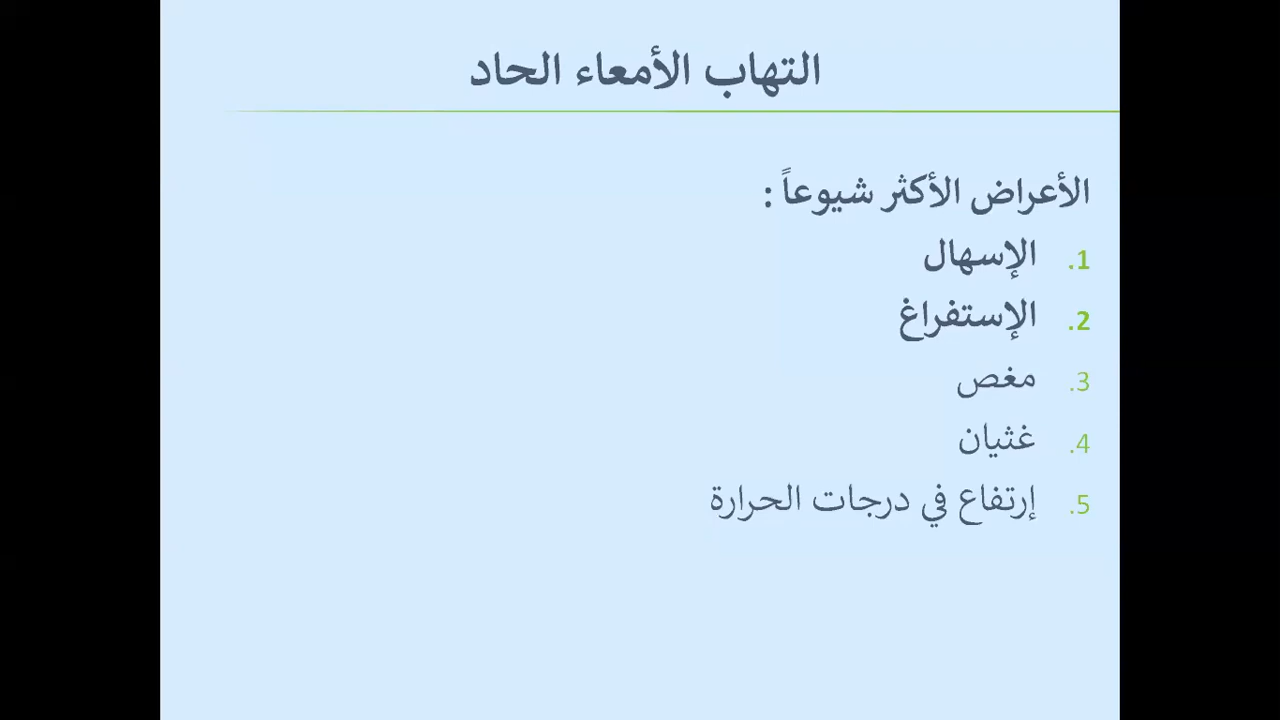 التهاب الأمعاء الحاد
الأعراض الأكثر شيوعاً :
1. الإسهال
2. الإستفراغ
3. مغص
4. غثيان
5. إرتفاع في درجات الحرارة